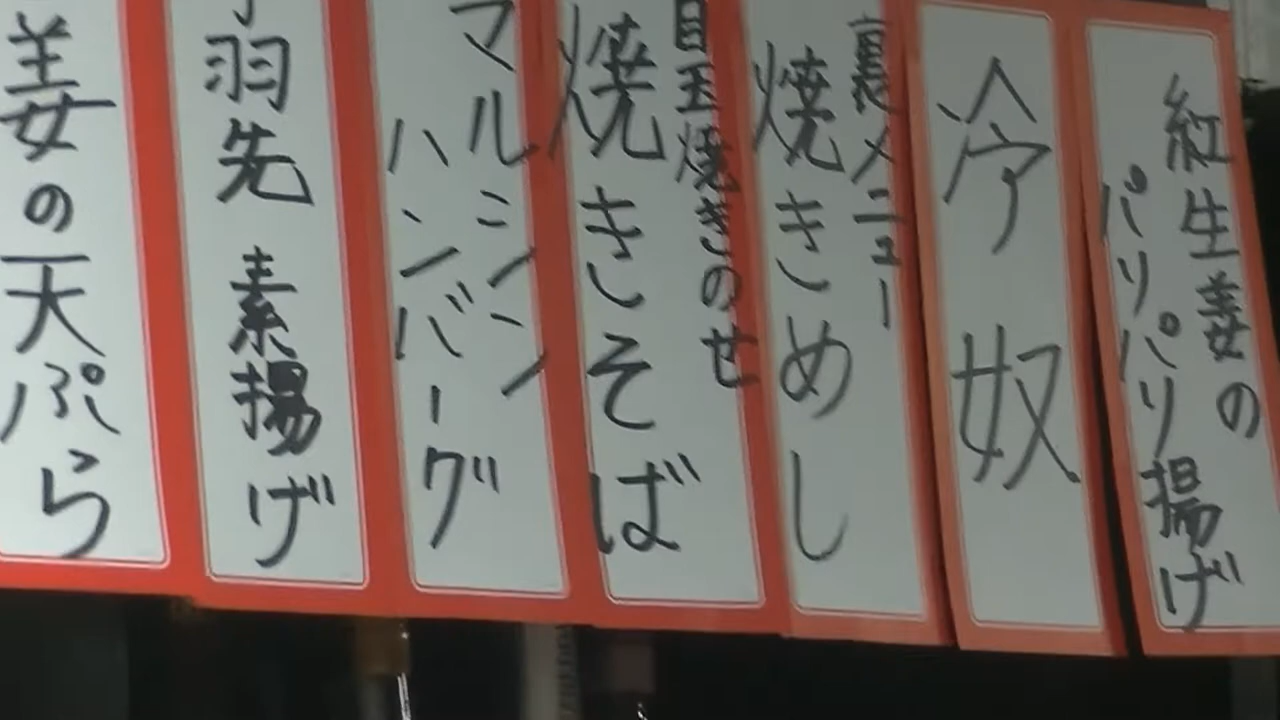 紅生姜の
パリパリ揚げ
冷奴
裏メニュー
焼きめし
目玉焼きのせ
焼きそば
マルシン
ハンバーグ
羽先 素揚げ
姜の天ぷら